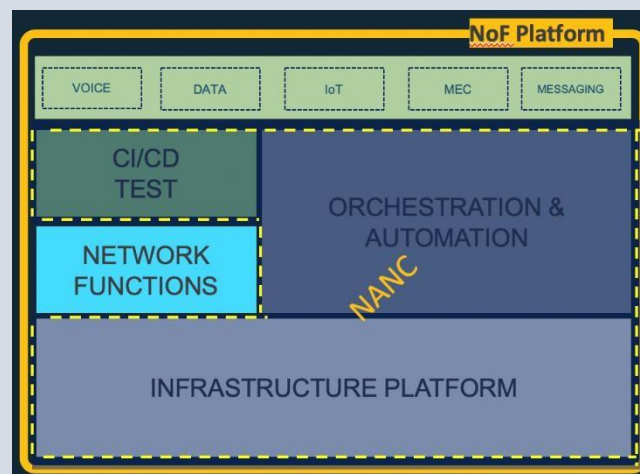 NoF Platform
VOICE DATA IoT MEC MESSAGING
CI/CD
TEST
ORCHESTRATION &
AUTOMATION
NETWORK
FUNCTIONS
NANC
INFRASTRUCTURE PLATFORM